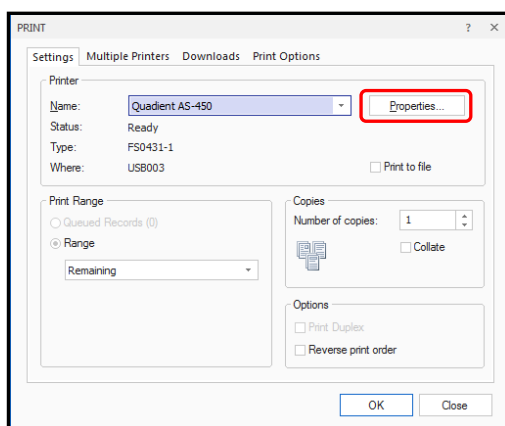 PRINT ? ×
Settings Multiple Printers Downloads Print Options
Printer
Name: Quadient AS-450 Properties...
Status: Ready
Type: FS0431-1
Where: USB003 Print to file
Print Range
Queued Records (0)
Range
Remaining
Copies
Number of copies: 1
Collate
Options
Print Duplex
Reverse print order
OK Close